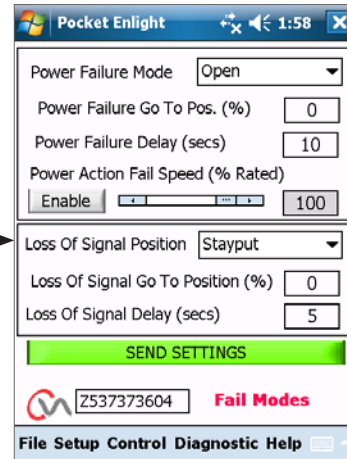 Pocket Enlight 1:58
Power Failure Mode Open
Power Failure Go To Pos. (%) 0
Power Failure Delay (secs) 10
Power Action Fail Speed (% Rated)
Enable 100
Loss Of Signal Position Stayput
Loss Of Signal Go To Position (%) 0
Loss Of Signal Delay (secs) 5
SEND SETTINGS
Z537373604 Fail Modes
File Setup Control Diagnostic Help